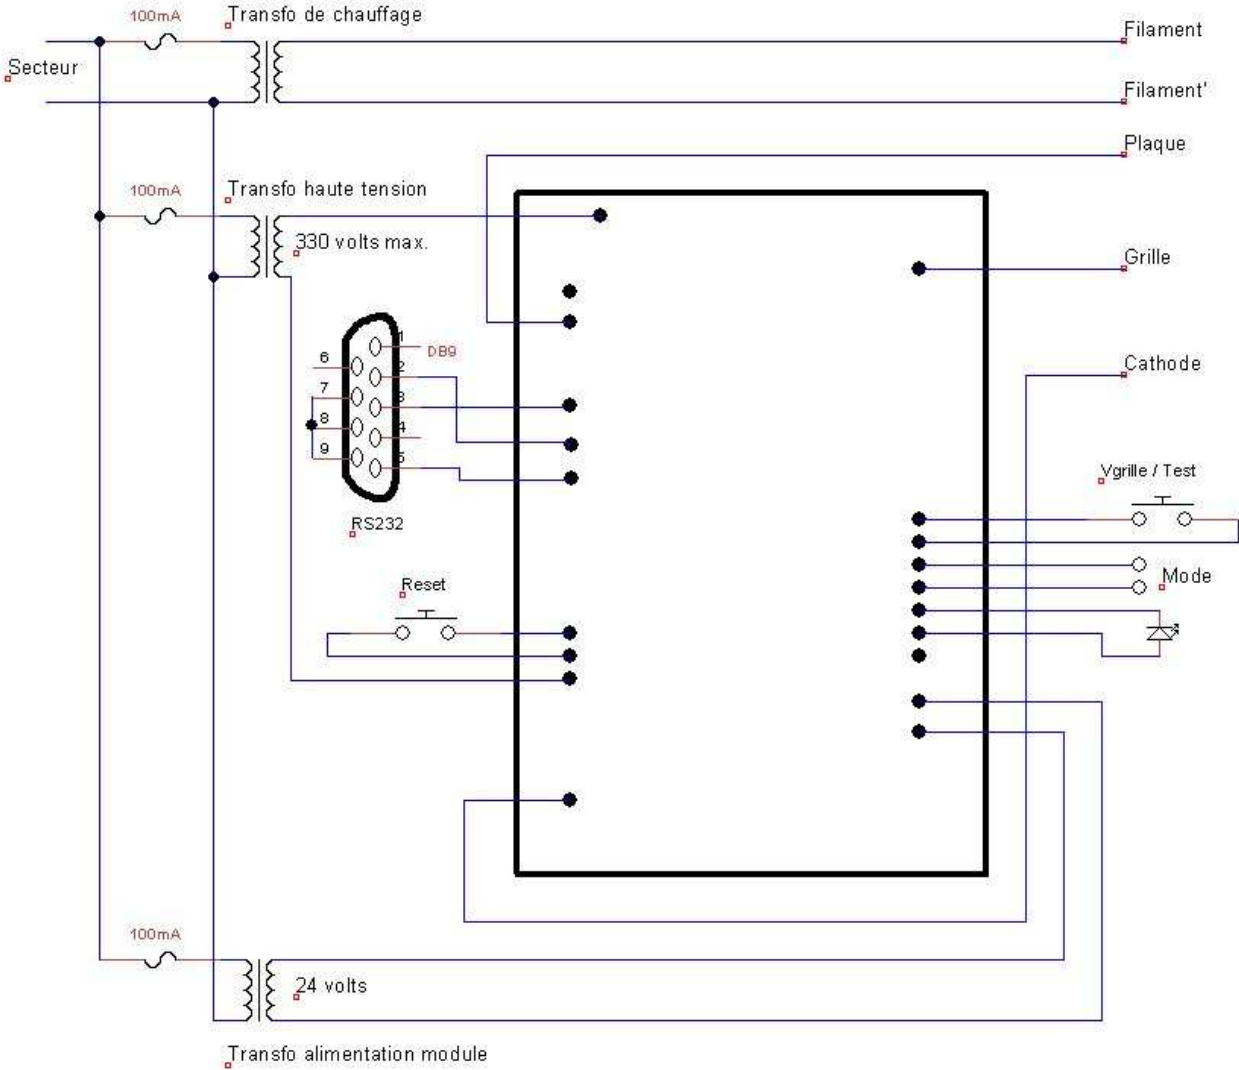 100mA
Transfo de chauffage
Filament
Secteur
Filament'
Plaque
100mA
Transfo haute tension
330 volts max.
Grille
1
DB9
6
2
Cathode
7
3
8
4
9
5
Vgrille / Test
RS232
Reset
Mode
100mA
24 volts
Transfo alimentation module